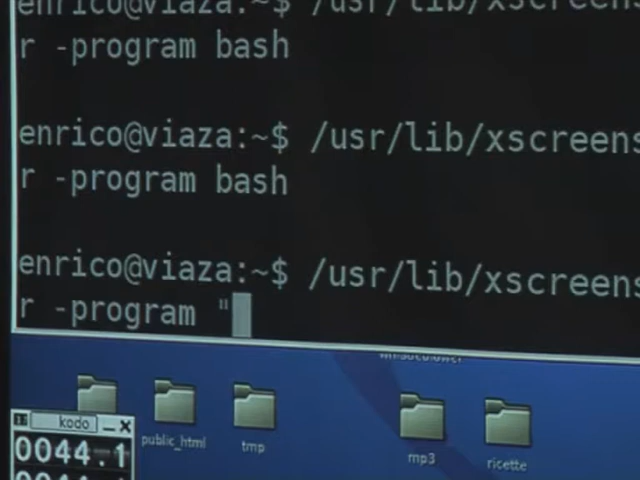 enrico@viaza:~$ /usr/lib/xscreens
r -program bash
enrico@viaza:~$ /usr/lib/xscreens
r -program bash
enrico@viaza:~$ /usr/lib/xscreens
r -program "
kodo
0044.1
public_html
tmp
mp3
ricette